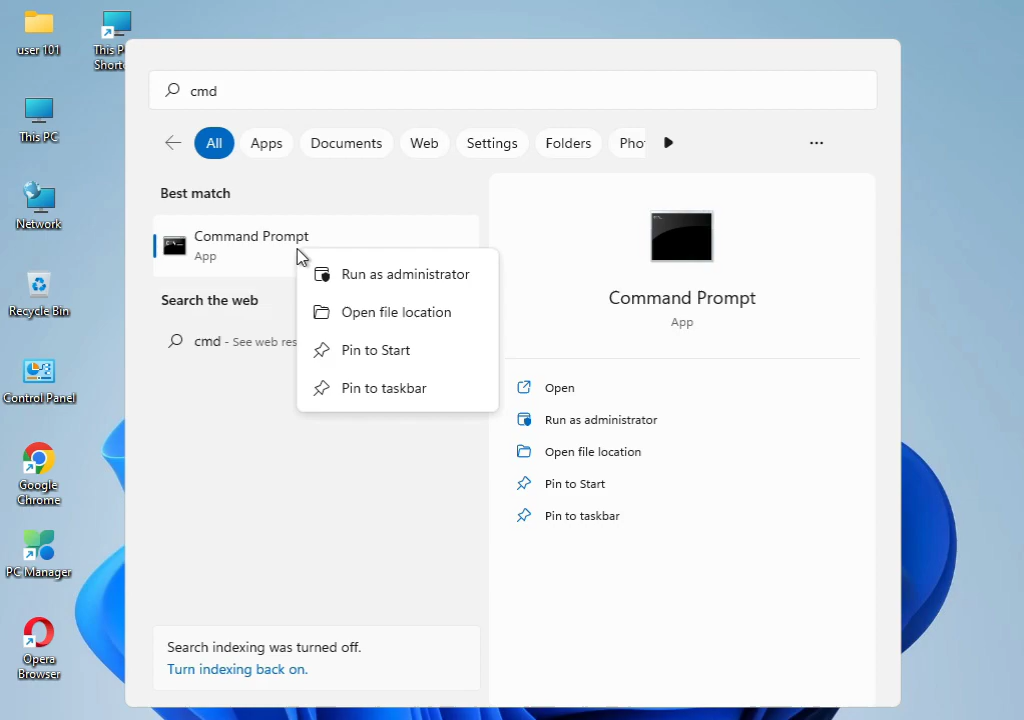 user 101
This P
Shorto
This PC
Network
Recycle Bin
Control Panel
Google
Chrome
PC Manager
Opera
Browser
cmd
All
Apps
Documents
Web
Settings
Folders
Pho
Best match
Command Prompt
App
Search the web
cmd - See web res
Run as administrator
Open file location
Pin to Start
Pin to taskbar
Command Prompt
App
Open
Run as administrator
Open file location
Pin to Start
Pin to taskbar
Search indexing was turned off.
Turn indexing back on.